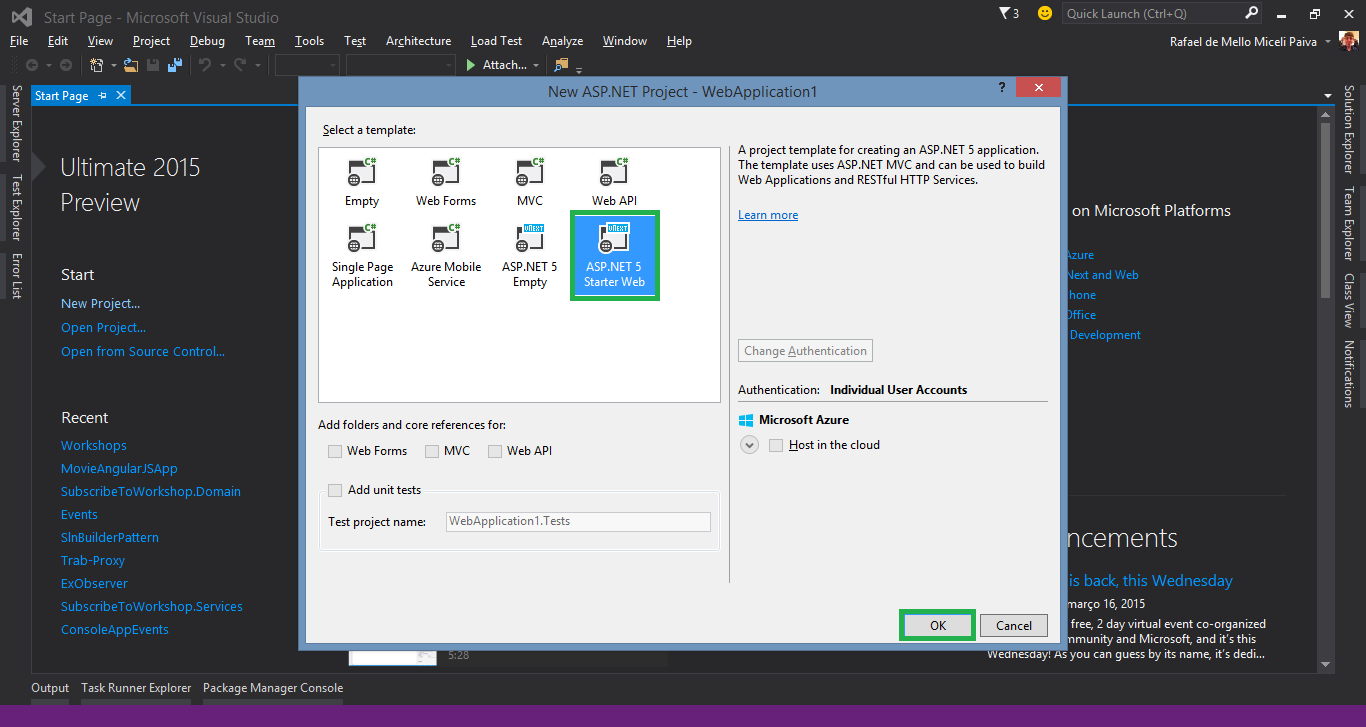 Start Page - Microsoft Visual Studio
3
Quick Launch (Ctrl+Q)
File Edit View Project Debug Team Tools Test Architecture Load Test Analyze Window Help
Rafael de Mello Miceli Paiva
Attach...
Server Explorer
Test Explorer
Error List
Start Page
Ultimate 2015
Preview
Start
New Project...
Open Project...
Open from Source Control...
Recent
Workshops
MovieAngularJSApp
SubscribeToWorkshop.Domain
Events
SlnBuilderPattern
Trab-Proxy
ExObserver
SubscribeToWorkshop.Services
ConsoleAppEvents
New ASP.NET Project - WebApplication1
?
Select a template:
C# C# C# C#
Empty Web Forms MVC Web API
C# C# vNEXT vNEXT
Single Page Azure Mobile ASP.NET 5 ASP.NET 5
Application Service Empty Starter Web
Add folders and core references for:
Web Forms MVC Web API
Add unit tests
Test project name: WebApplication1.Tests
A project template for creating an ASP.NET 5 application.
The template uses ASP.NET MVC and can be used to build
Web Applications and RESTful HTTP Services.
Learn more
Change Authentication
Authentication: Individual User Accounts
Microsoft Azure
Host in the cloud
OK Cancel
on Microsoft Platforms
Azure
Next and Web
hone
Office
Development
ncements
is back, this Wednesday
março 16, 2015
free, 2 day virtual event co-organized
mmunity and Microsoft, and it's this
Wednesday! As you can guess by its name, it's dedi...
5:28
Solution Explorer
Team Explorer
Class View
Notifications
Output Task Runner Explorer Package Manager Console